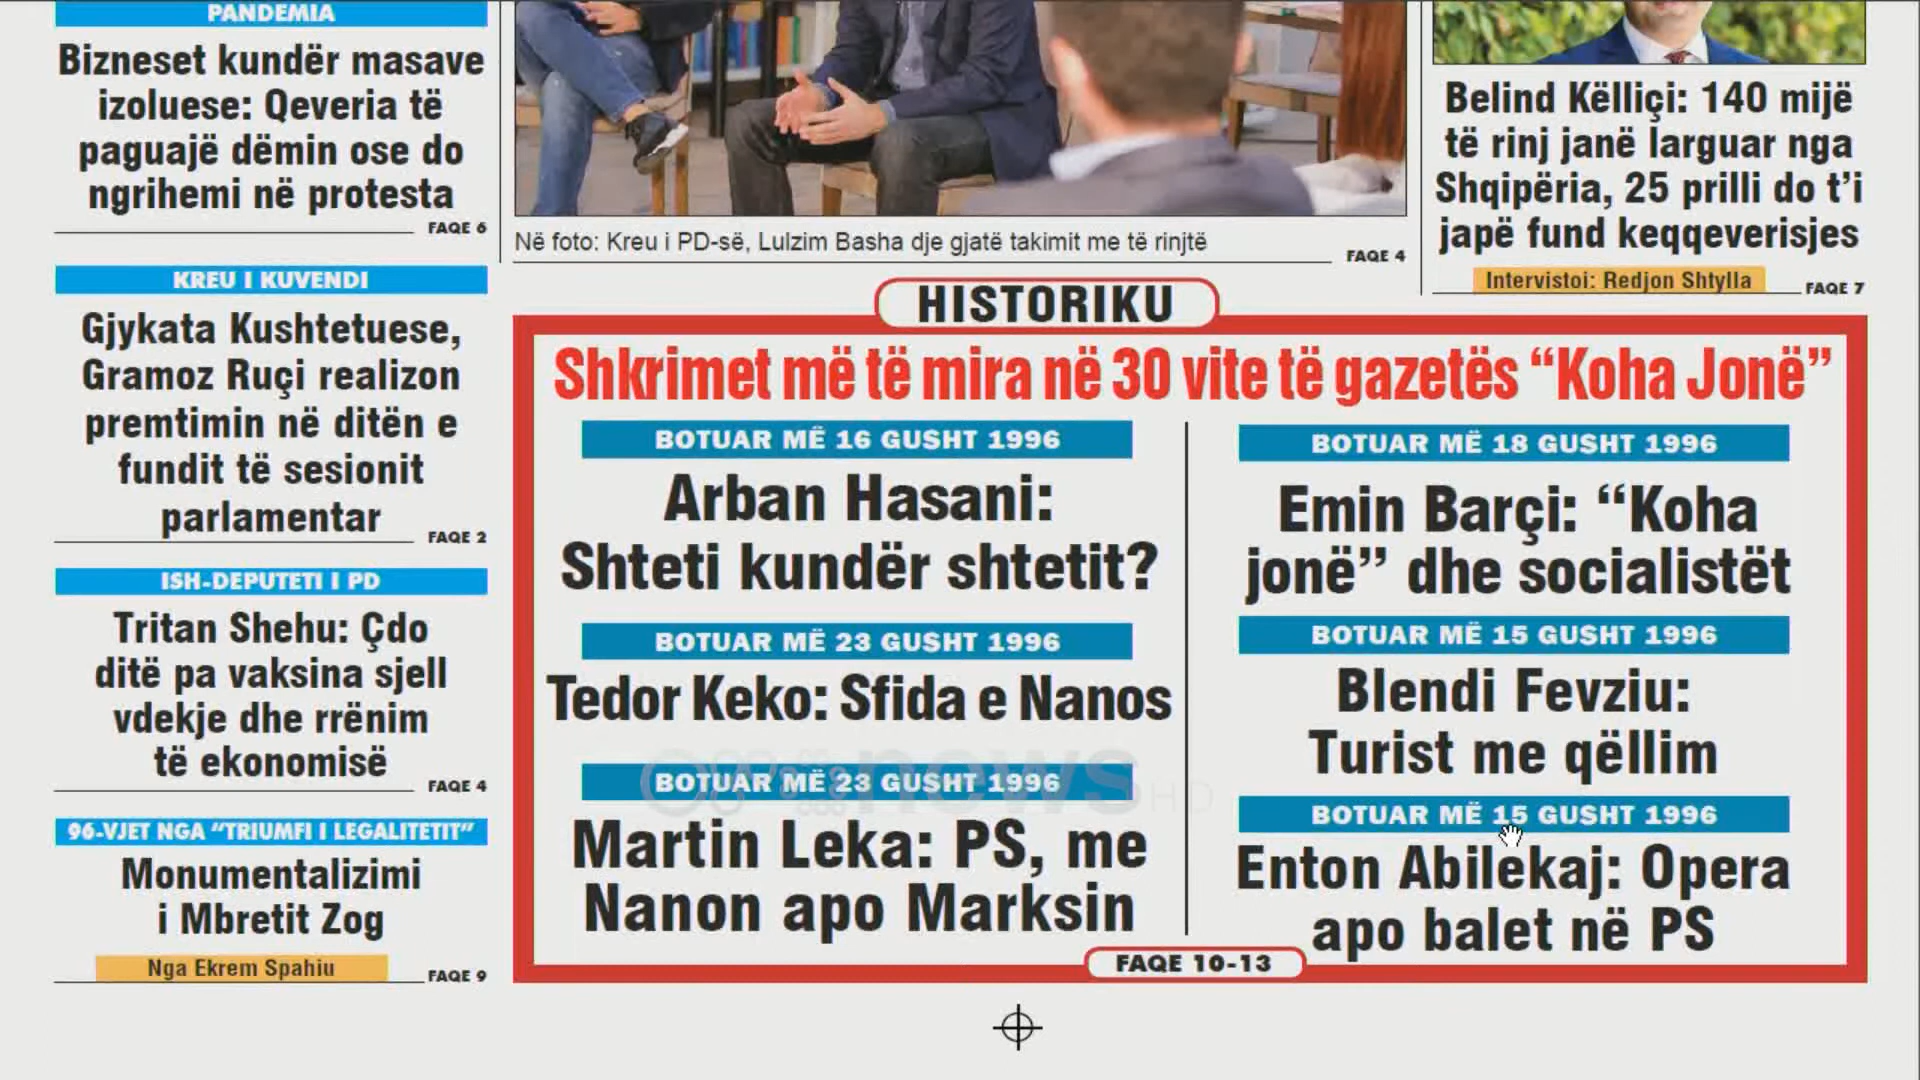 PANDEMIA
Bizneset kundër masave
izoluese: Qeveria të
paguajë dëmin ose do
ngrihemi në protesta
FAQE 6
KREU I KUVENDI
Gjykata Kushtetuese,
Gramoz Ruçi realizon
premtimin në ditën e
fundit të sesionit
parlamentar
FAQE 2
ISH-DEPUTETI I PD
Tritan Shehu: Çdo
ditë pa vaksina sjell
vdekje dhe rrënim
të ekonomisë
FAQE 4
96-VJET NGA “TRIUMFI I LEGALITETIT”
Monumentalizimi
i Mbretit Zog
Nga Ekrem Spahiu
FAQE 9
Në foto: Kreu i PD-së, Lulzim Basha dje gjatë takimit me të rinjtë
FAQE 4
Belind Këlliçi: 140 mijë
të rinj janë larguar nga
Shqipëria, 25 prilli do t’i
japë fund keqqeverisjes
Intervistoi: Redjon Shtylla
FAQE 7
HISTORIKU
Shkrimet më të mira në 30 vite të gazetës “Koha Jonë”
BOTUAR MË 16 GUSHT 1996
Arban Hasani:
Shteti kundër shtetit?
BOTUAR MË 23 GUSHT 1996
Tedor Keko: Sfida e Nanos
BOTUAR MË 23 GUSHT 1996
Martin Leka: PS, me
Nanon apo Marksin
BOTUAR MË 18 GUSHT 1996
Emin Barçi: “Koha
jonë” dhe socialistët
BOTUAR MË 15 GUSHT 1996
Blendi Fevziu:
Turist me qëllim
BOTUAR MË 15 GUSHT 1996
Enton Abilekaj: Opera
apo balet në PS
FAQE 10-13
news HD